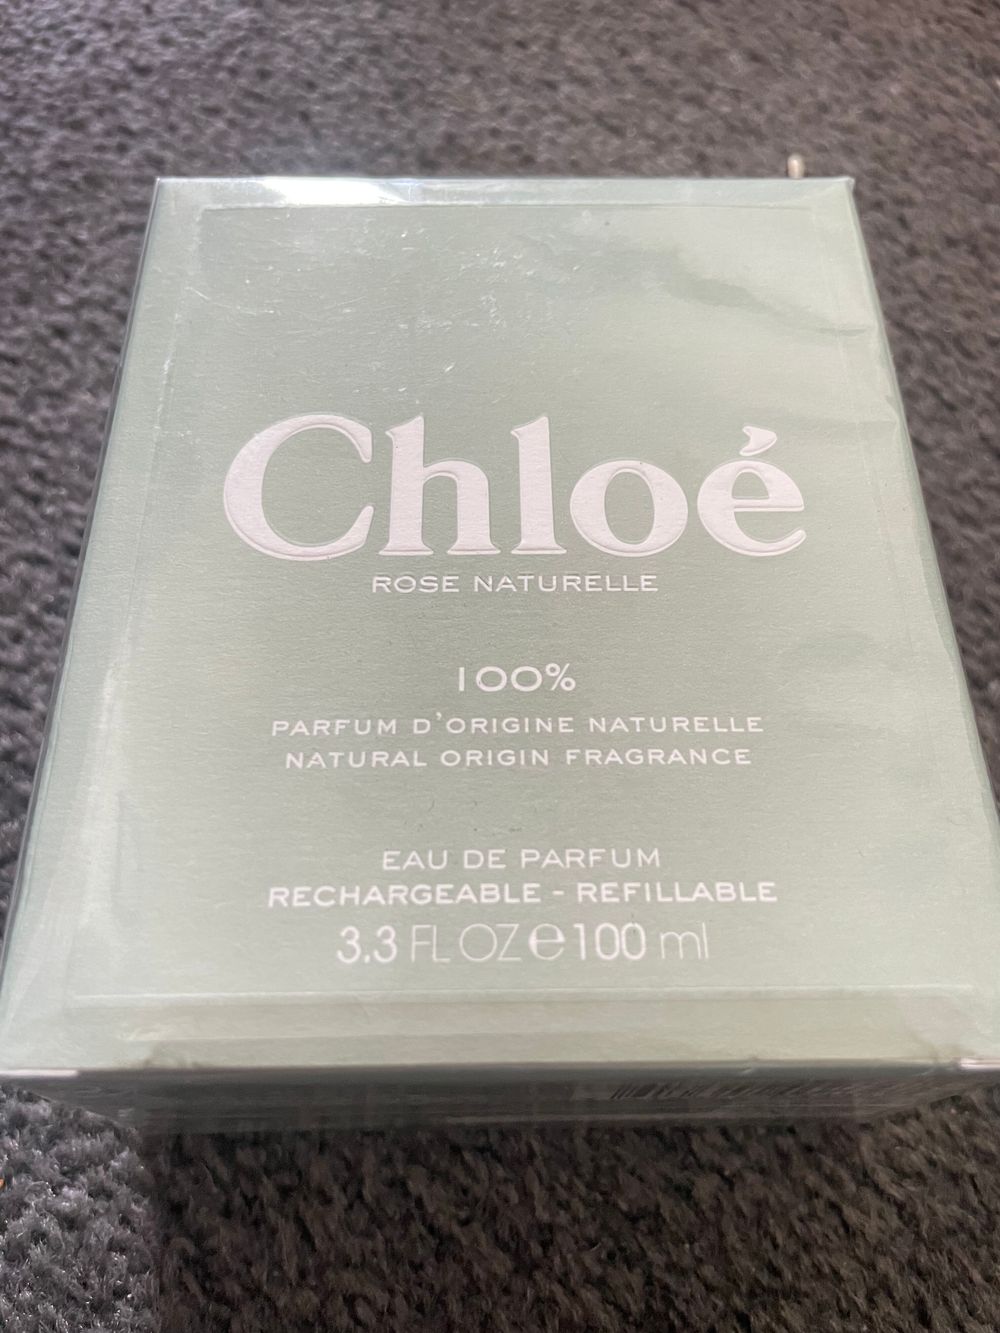 Chloé
ROSE NATURELLE
100%
PARFUM D'ORIGINE NATURELLE
NATURAL ORIGIN FRAGRANCE
EAU DE PARFUM
RECHARGEABLE - REFILLABLE
3.3 FL OZ e 100 ml